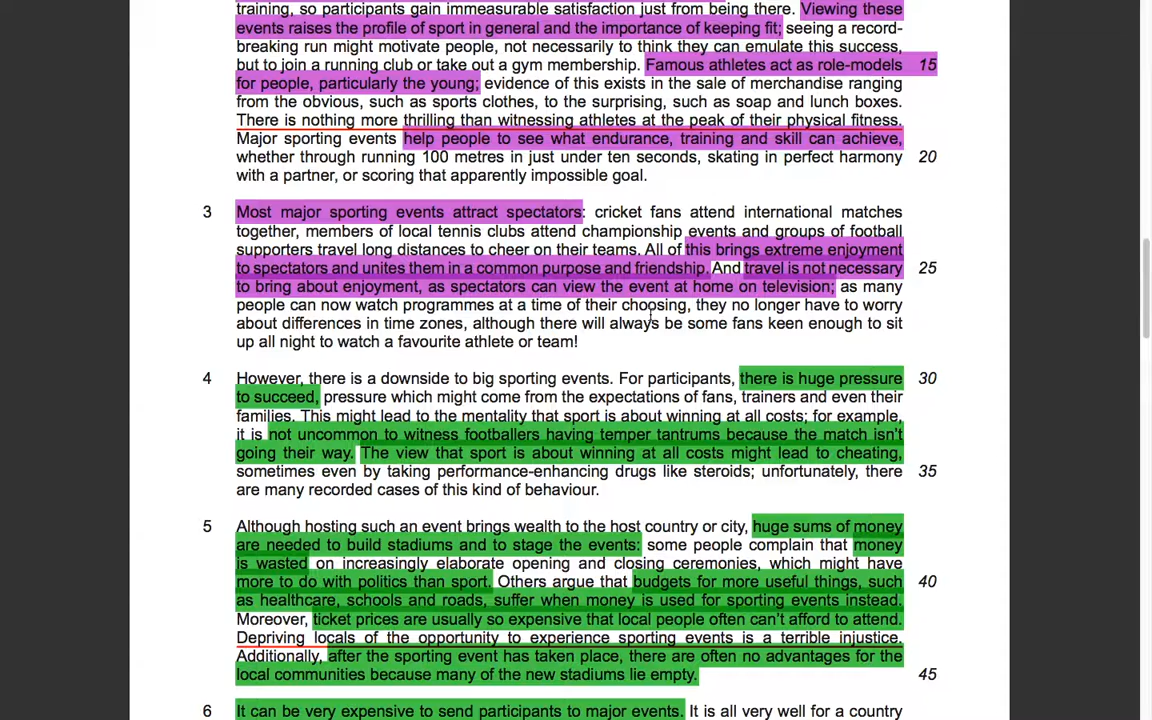 training, so participants gain immeasurable satisfaction just from being there. Viewing these
events raises the profile of sport in general and the importance of keeping fit; seeing a record-
breaking run might motivate people, not necessarily to think they can emulate this success,
but to join a running club or take out a gym membership. Famous athletes act as role-models 15
for people, particularly the young; evidence of this exists in the sale of merchandise ranging
from the obvious, such as sports clothes, to the surprising, such as soap and lunch boxes.
There is nothing more thrilling than witnessing athletes at the peak of their physical fitness.
Major sporting events help people to see what endurance, training and skill can achieve,
whether through running 100 metres in just under ten seconds, skating in perfect harmony 20
with a partner, or scoring that apparently impossible goal.
3 Most major sporting events attract spectators: cricket fans attend international matches
together, members of local tennis clubs attend championship events and groups of football
supporters travel long distances to cheer on their teams. All of this brings extreme enjoyment
to spectators and unites them in a common purpose and friendship. And travel is not necessary 25
to bring about enjoyment, as spectators can view the event at home on television; as many
people can now watch programmes at a time of their choosing, they no longer have to worry
about differences in time zones, although there will always be some fans keen enough to sit
up all night to watch a favourite athlete or team!
4 However, there is a downside to big sporting events. For participants, there is huge pressure 30
to succeed, pressure which might come from the expectations of fans, trainers and even their
families. This might lead to the mentality that sport is about winning at all costs; for example,
it is not uncommon to witness footballers having temper tantrums because the match isn't
going their way. The view that sport is about winning at all costs might lead to cheating,
sometimes even by taking performance-enhancing drugs like steroids; unfortunately, there 35
are many recorded cases of this kind of behaviour.
5 Although hosting such an event brings wealth to the host country or city, huge sums of money
are needed to build stadiums and to stage the events: some people complain that money
is wasted on increasingly elaborate opening and closing ceremonies, which might have
more to do with politics than sport. Others argue that budgets for more useful things, such 40
as healthcare, schools and roads, suffer when money is used for sporting events instead.
Moreover, ticket prices are usually so expensive that local people often can't afford to attend.
Depriving locals of the opportunity to experience sporting events is a terrible injustice.
Additionally, after the sporting event has taken place, there are often no advantages for the
local communities because many of the new stadiums lie empty. 45
6 It can be very expensive to send participants to major events. It is all very well for a country